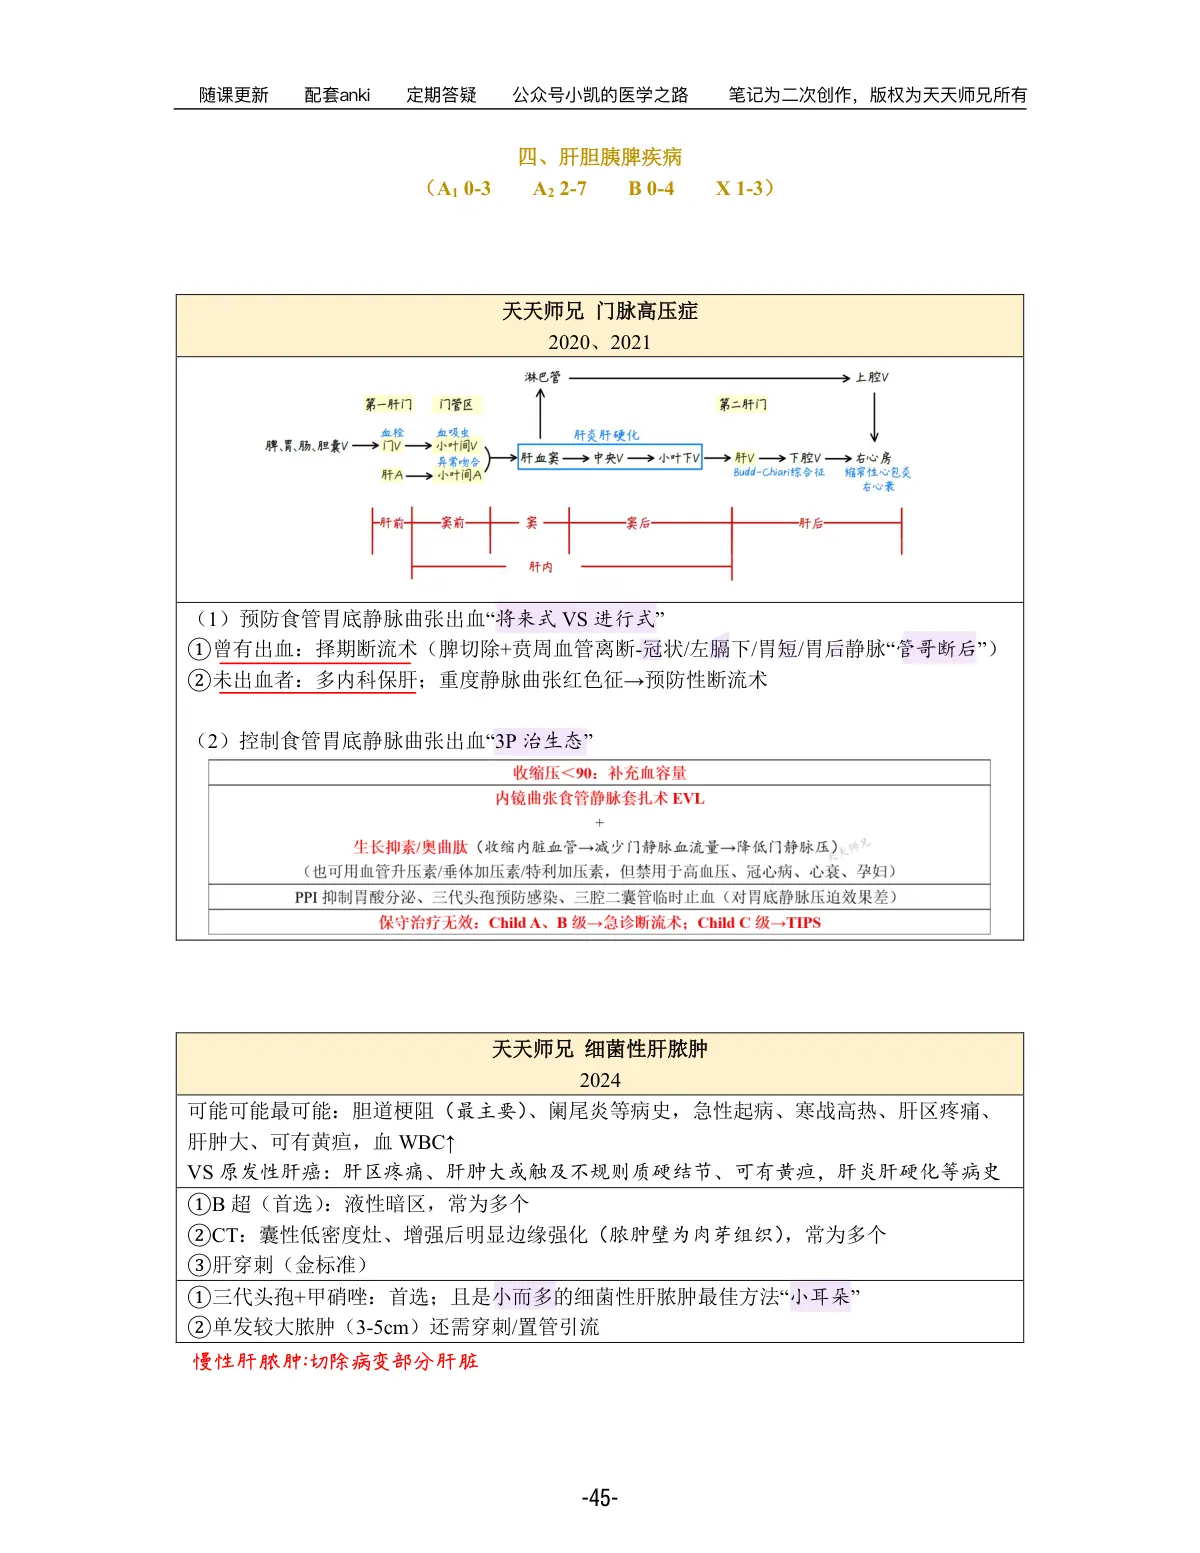 随课更新 配套anki 定期答疑 公众号小凯的医学之路 笔记为二次创作，版权为天天师兄所有
四、肝胆胰脾疾病
（A₁ 0-3 A₂ 2-7 B 0-4 X 1-3）
天天师兄 门脉高压症
2020、2021
淋巴管 上腔V
第一肝门 门管区 第二肝门
血栓 血吸虫 肝炎肝硬化
脾、胃、肠、胆囊V 门V 小叶间V
异常吻合
肝血窦 中央V 小叶下V 肝V 下腔V 右心房
肝A 小叶间A
Budd-Chiari综合征 缩窄性心包炎
右心衰
肝前 窦前 窦 窦后 肝后
肝内
（1）预防食管胃底静脉曲张出血“将来式 VS 进行式”
①曾有出血：择期断流术（脾切除+贲周血管离断-冠状/左膈下/胃短/胃后静脉“管哥断后”）
②未出血者：多内科保肝；重度静脉曲张红色征→预防性断流术
（2）控制食管胃底静脉曲张出血“3P 治生态”
收缩压＜90：补充血容量
内镜曲张食管静脉套扎术 EVL
+
生长抑素/奥曲肽（收缩内脏血管→减少门静脉血流量→降低门静脉压）
天天师兄
（也可用血管升压素/垂体加压素/特利加压素，但禁用于高血压、冠心病、心衰、孕妇）
PPI 抑制胃酸分泌、三代头孢预防感染、三腔二囊管临时止血（对胃底静脉压迫效果差）
保守治疗无效：Child A、B 级→急诊断流术；Child C 级→TIPS
天天师兄 细菌性肝脓肿
2024
可能可能最可能：胆道梗阻（最主要）、阑尾炎等病史，急性起病、寒战高热、肝区疼痛、
肝肿大、可有黄疸，血 WBC↑
VS 原发性肝癌：肝区疼痛、肝肿大或触及不规则质硬结节、可有黄疸，肝炎肝硬化等病史
①B 超（首选）：液性暗区，常为多个
②CT：囊性低密度灶、增强后明显边缘强化（脓肿壁为肉芽组织），常为多个
③肝穿刺（金标准）
①三代头孢+甲硝唑：首选；且是小而多的细菌性肝脓肿最佳方法“小耳朵”
②单发较大脓肿（3-5cm）还需穿刺/置管引流
慢性肝脓肿:切除病变部分肝脏
-45-